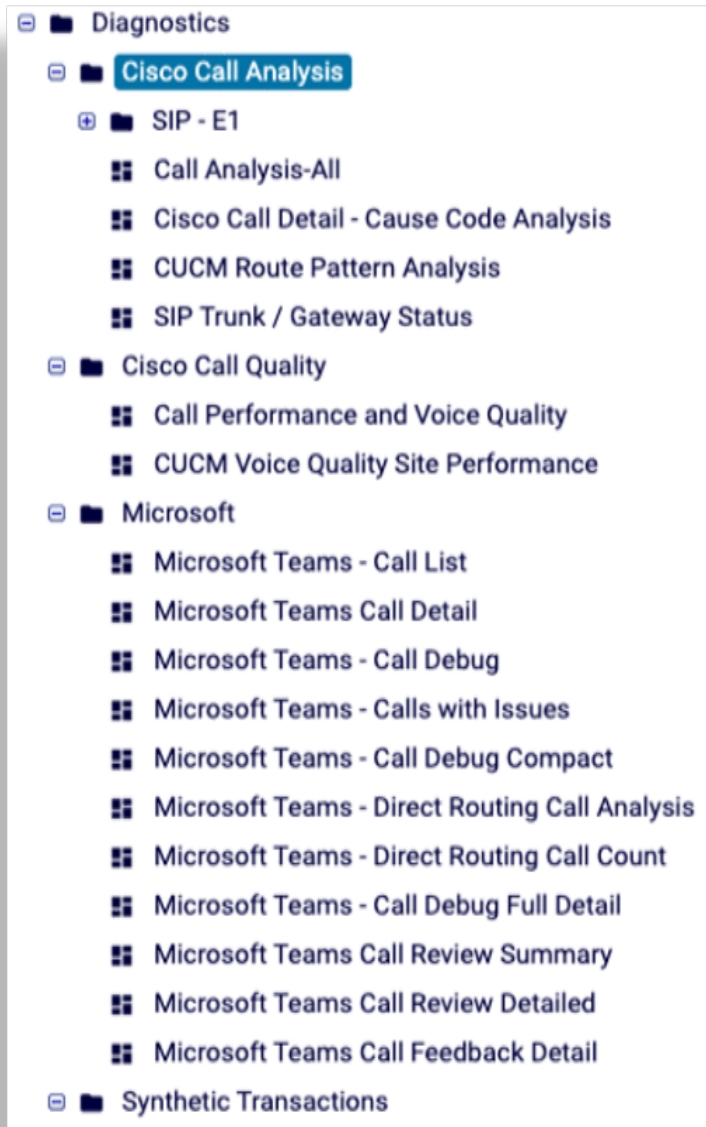 Diagnostics
Cisco Call Analysis
SIP - E1
Call Analysis-All
Cisco Call Detail - Cause Code Analysis
CUCM Route Pattern Analysis
SIP Trunk / Gateway Status
Cisco Call Quality
Call Performance and Voice Quality
CUCM Voice Quality Site Performance
Microsoft
Microsoft Teams - Call List
Microsoft Teams Call Detail
Microsoft Teams - Call Debug
Microsoft Teams - Calls with Issues
Microsoft Teams - Call Debug Compact
Microsoft Teams - Direct Routing Call Analysis
Microsoft Teams - Direct Routing Call Count
Microsoft Teams - Call Debug Full Detail
Microsoft Teams Call Review Summary
Microsoft Teams Call Review Detailed
Microsoft Teams Call Feedback Detail
Synthetic Transactions